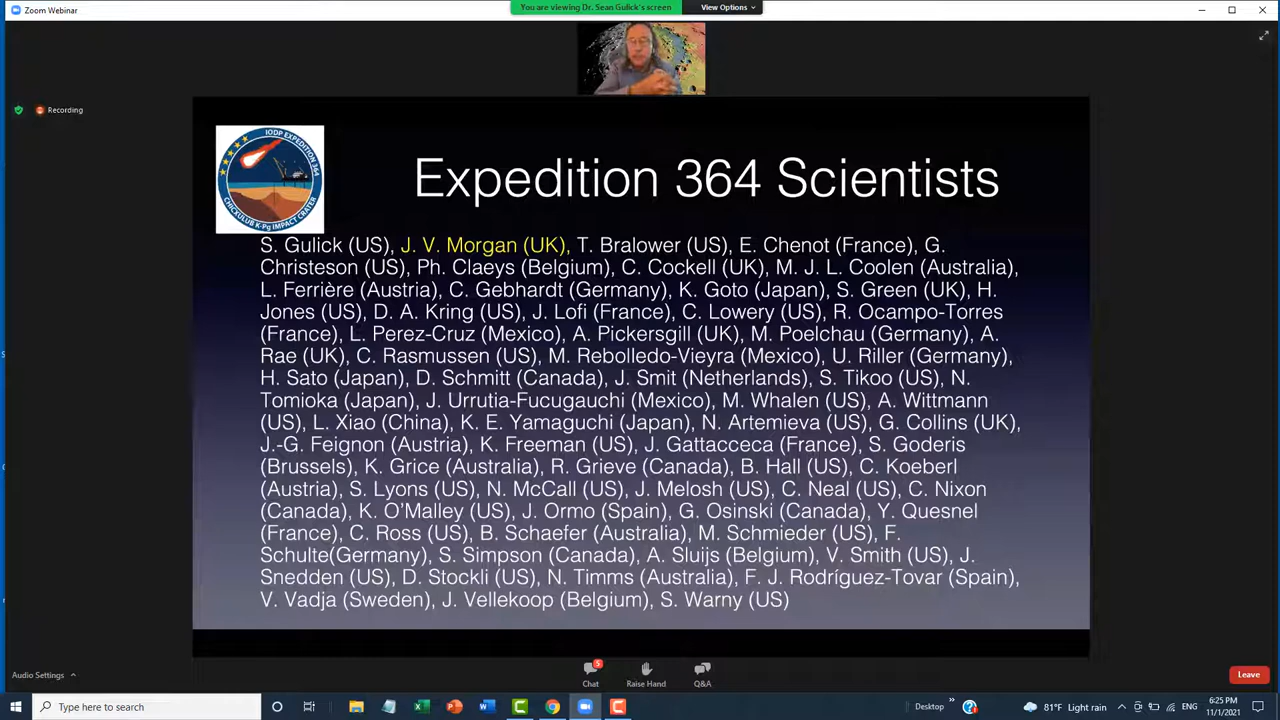 Zoom Webinar
You are viewing Dr. Sean Gulick's screen
View Options
Recording
IODP EXPEDITION 364
CHICXULUB K-Pg IMPACT CRATER
Expedition 364 Scientists
S. Gulick (US), J. V. Morgan (UK), T. Bralower (US), E. Chenot (France), G.
Christeson (US), Ph. Claeys (Belgium), C. Cockell (UK), M. J. L. Coolen (Australia),
L. Ferrière (Austria), C. Gebhardt (Germany), K. Goto (Japan), S. Green (UK), H.
Jones (US), D. A. Kring (US), J. Lofi (France), C. Lowery (US), R. Ocampo-Torres
(France), L. Perez-Cruz (Mexico), A. Pickersgill (UK), M. Poelchau (Germany), A.
Rae (UK), C. Rasmussen (US), M. Rebolledo-Vieyra (Mexico), U. Riller (Germany),
H. Sato (Japan), D. Schmitt (Canada), J. Smit (Netherlands), S. Tikoo (US), N.
Tomioka (Japan), J. Urrutia-Fucugauchi (Mexico), M. Whalen (US), A. Wittmann
(US), L. Xiao (China), K. E. Yamaguchi (Japan), N. Artemieva (US), G. Collins (UK),
J.-G. Feignon (Austria), K. Freeman (US), J. Gattacceca (France), S. Goderis
(Brussels), K. Grice (Australia), R. Grieve (Canada), B. Hall (US), C. Koeberl
(Austria), S. Lyons (US), N. McCall (US), J. Melosh (US), C. Neal (US), C. Nixon
(Canada), K. O'Malley (US), J. Ormo (Spain), G. Osinski (Canada), Y. Quesnel
(France), C. Ross (US), B. Schaefer (Australia), M. Schmieder (US), F.
Schulte(Germany), S. Simpson (Canada), A. Sluijs (Belgium), V. Smith (US), J.
Snedden (US), D. Stockli (US), N. Timms (Australia), F. J. Rodríguez-Tovar (Spain),
V. Vadja (Sweden), J. Vellekoop (Belgium), S. Warny (US)
Audio Settings
5
Chat
Raise Hand
Q&A
Leave
Type here to search
Desktop
81°F Light rain
ENG
6:25 PM
11/1/2021